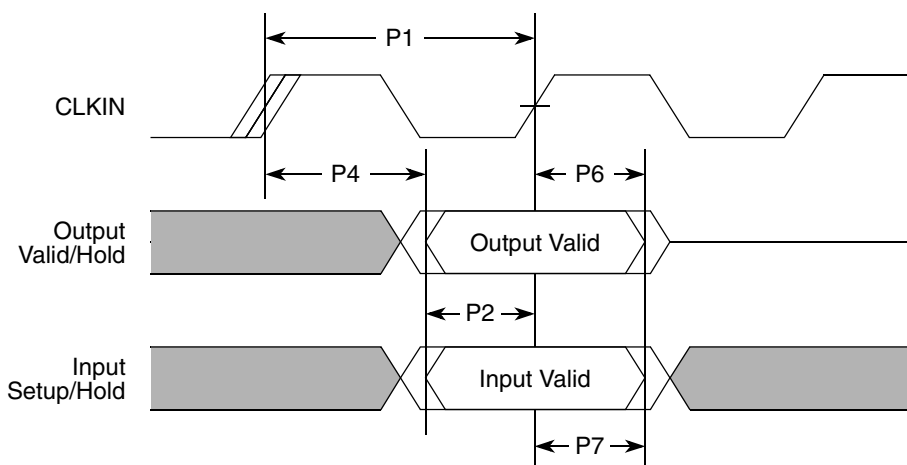 P1
CLKIN
P4
P6
Output
Valid/Hold
Output Valid
P2
Input
Setup/Hold
Input Valid
P7